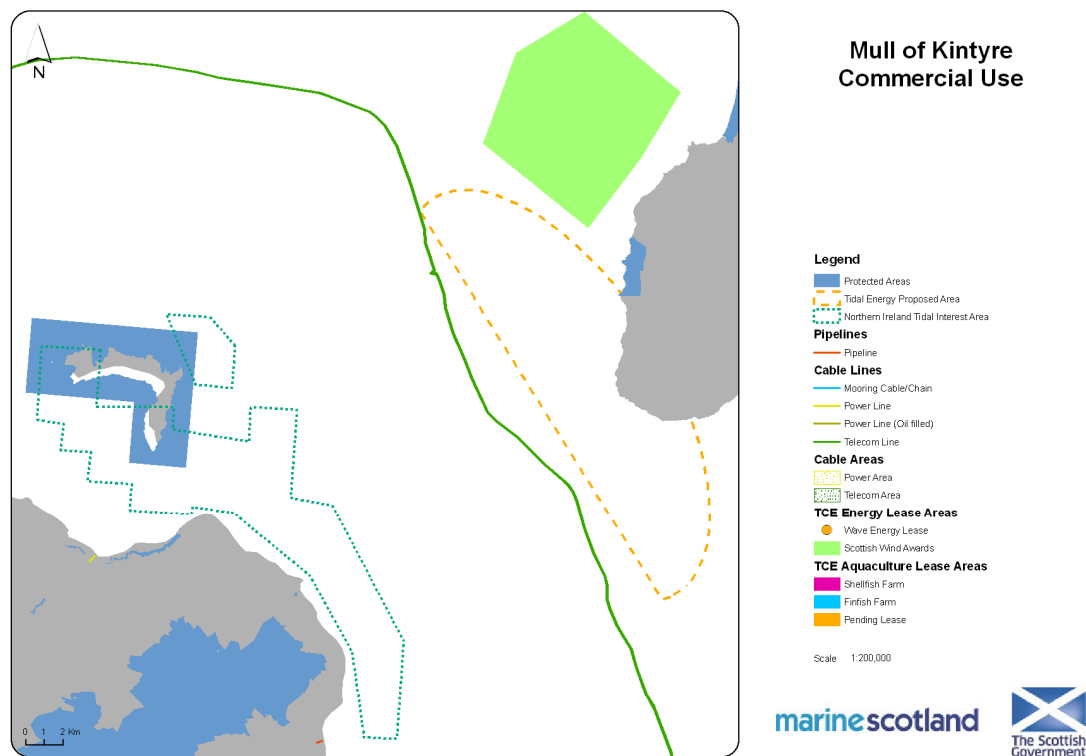 Mull of Kintyre
Commercial Use
N
Legend
Protected Areas
Tidal Energy Proposed Area
Northern Ireland Tidal Interest Area
Pipelines
Pipeline
Cable Lines
Mooring Cable/Chain
Power Line
Power Line (Oil filled)
Telecom Line
Cable Areas
Power Area
Telecom Area
TCE Energy Lease Areas
Wave Energy Lease
Scottish Wind Awards
TCE Aquaculture Lease Areas
Shellfish Farm
Finfish Farm
Pending Lease
Scale 1:200,000
0 1 2 Km
marinescotland
The Scottish
Government